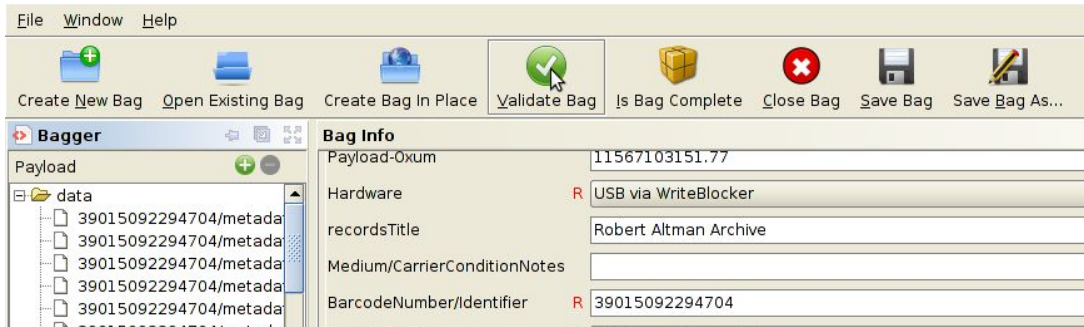 File Window Help
Create New Bag Open Existing Bag Create Bag In Place Validate Bag Is Bag Complete Close Bag Save Bag Save Bag As...
Bagger
Payload
data
39015092294704/metada
39015092294704/metada
39015092294704/metada
39015092294704/metada
39015092294704/metada
Bag Info
Payload-Oxum 11567103151.77
Hardware R USB via WriteBlocker
recordsTitle Robert Altman Archive
Medium/CarrierConditionNotes
BarcodeNumber/Identifier R 39015092294704